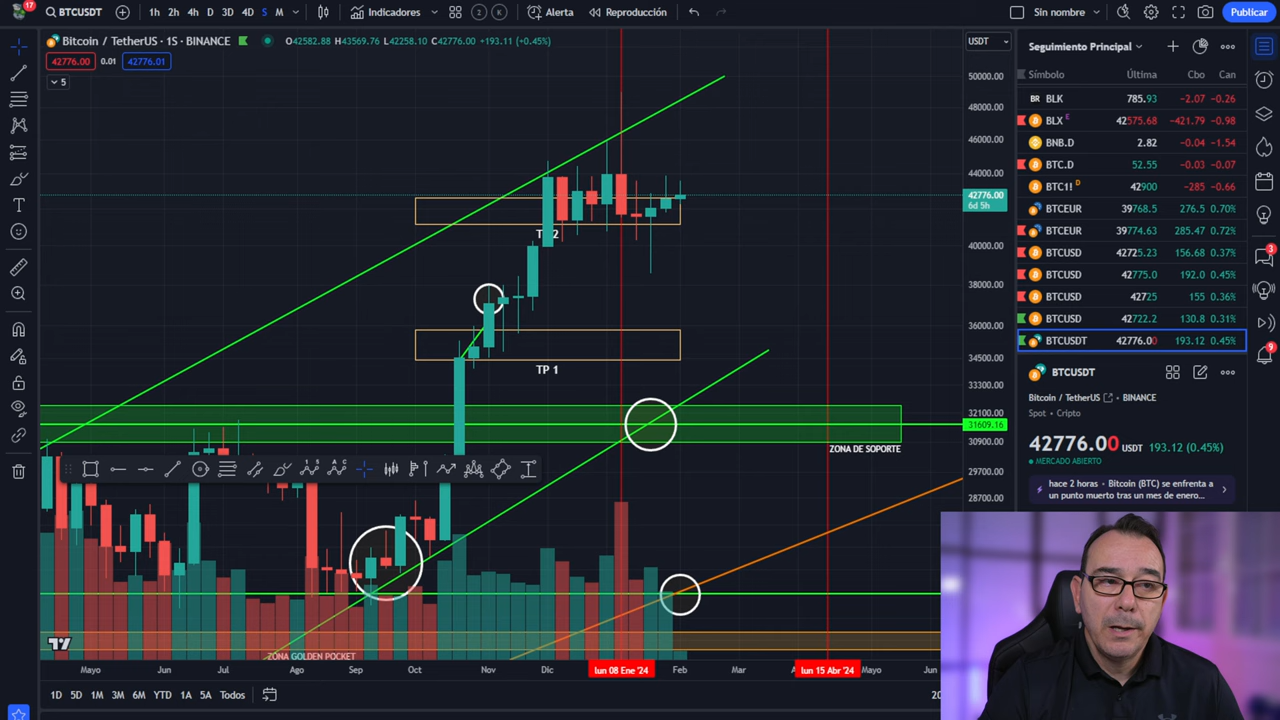 17
BTCUSDT
1h 2h 4h D 3D 4D S M
Indicadores
2 K
Alerta
Reproducción
Sin nombre
Publicar
Bitcoin / TetherUS · 1S · BINANCE
O42582.88 H43569.76 L42258.10 C42776.00 +193.11 (+0.45%)
42776.00 0.01 42776.01
5
USDT
50000.00
48000.00
46000.00
44000.00
42776.00
6d 5h
40000.00
38000.00
36000.00
34500.00
33300.00
32100.00
31609.16
30900.00
29700.00
28700.00
TP 1
ZONA DE SOPORTE
ZONA GOLDEN POCKET
Mayo Jun Jul Ago Sep Oct Nov Dic lun 08 Ene '24 Feb Mar lun 15 Abr '24 Mayo Jun
1D 5D 1M 3M 6M YTD 1A 5A Todos
Seguimiento Principal
Símbolo Última Cbo Can
BR BLK 785.93 −2.07 −0.26
BLX E 42575.68 −421.79 −0.98
BNB.D 2.82 −0.04 −1.54
BTC.D 52.55 −0.03 −0.07
BTC1! D 42900 −285 −0.66
BTCEUR 39768.5 276.5 0.70%
BTCEUR 39774.63 285.47 0.72%
BTCUSD 42725.23 156.68 0.37%
BTCUSD 42775.0 192.0 0.45%
BTCUSD 42725 155 0.36%
BTCUSD 42722.2 130.8 0.31%
BTCUSDT 42776.00 193.12 0.45%
BTCUSDT
Bitcoin / TetherUS · BINANCE
Spot · Cripto
42776.00 USDT 193.12 (0.45%)
MERCADO ABIERTO
hace 2 horas · Bitcoin (BTC) se enfrenta a
un punto muerto tras un mes de enero...
3
9